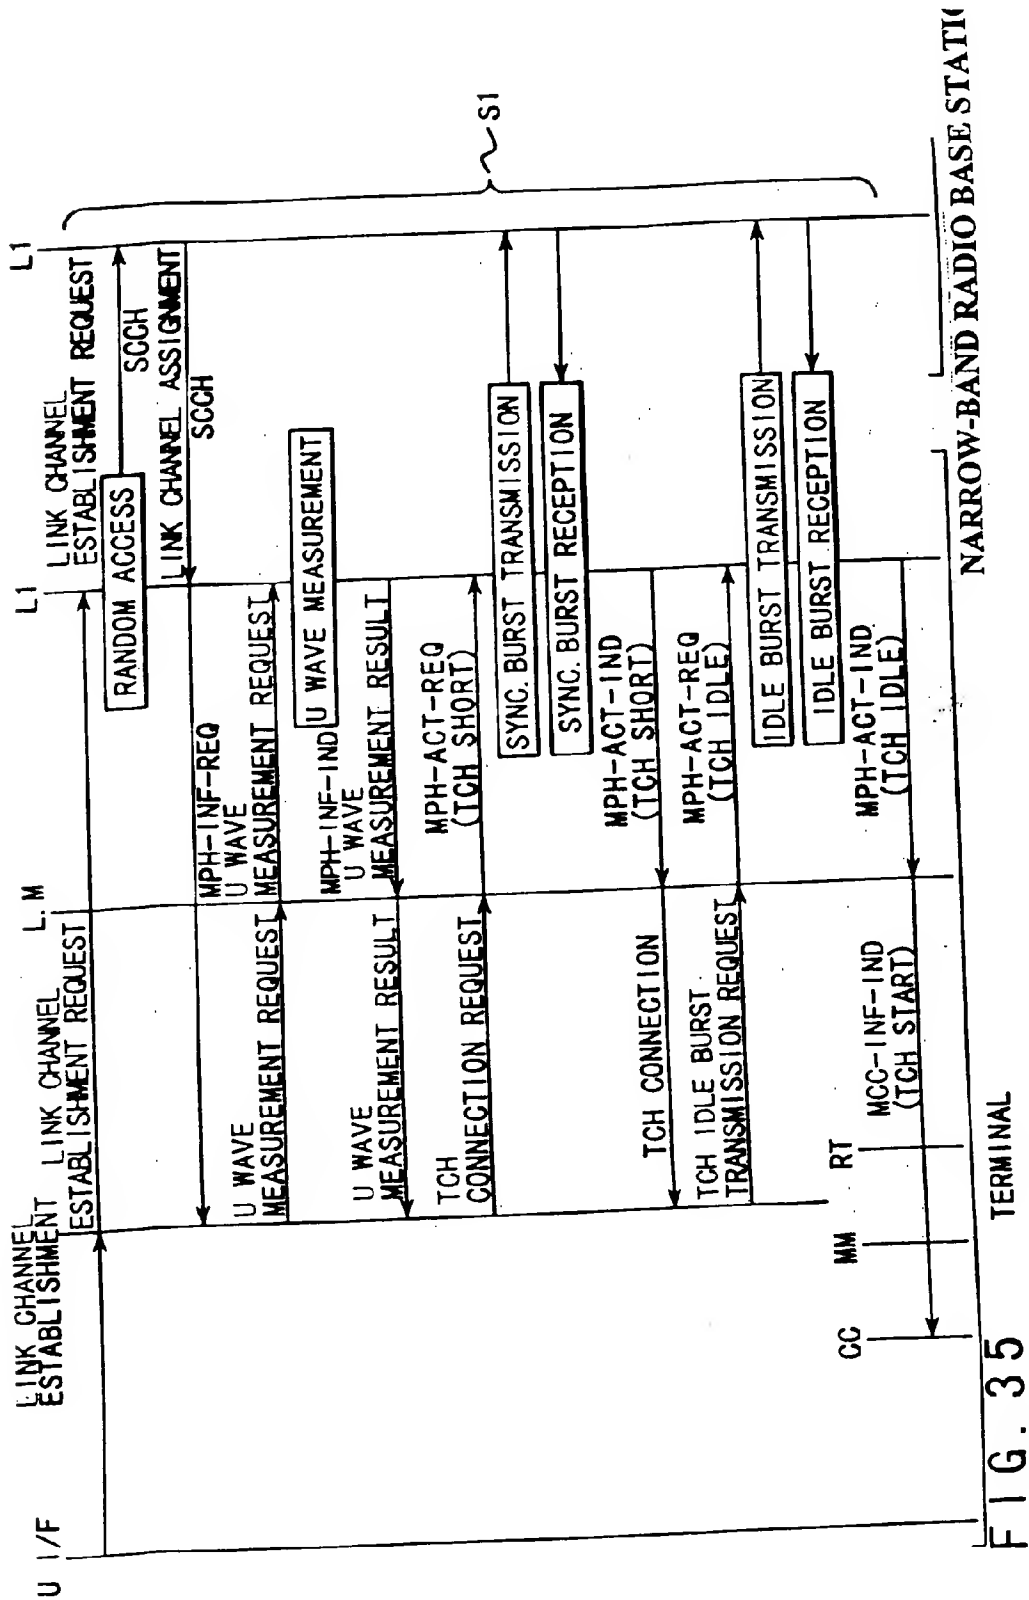 U I/F
L.M
L1
L1
LINK CHANNEL
ESTABLISHMENT
LINK CHANNEL
ESTABLISHMENT REQUEST
LINK CHANNEL
ESTABLISHMENT REQUEST
RANDOM ACCESS
SCCH
LINK CHANNEL ASSIGNMENT
SCCH
MPH-INF-REQ
U WAVE
MEASUREMENT REQUEST
U WAVE
MEASUREMENT REQUEST
U WAVE MEASUREMENT
MPH-INF-IND
U WAVE
MEASUREMENT RESULT
U WAVE
MEASUREMENT RESULT
TCH
CONNECTION REQUEST
MPH-ACT-REQ
(TCH SHORT)
SYNC. BURST TRANSMISSION
SYNC. BURST RECEPTION
S1
TCH CONNECTION
MPH-ACT-IND
(TCH SHORT)
TCH IDLE BURST
TRANSMISSION REQUEST
MPH-ACT-REQ
(TCH IDLE)
IDLE BURST TRANSMISSION
IDLE BURST RECEPTION
CC
MM
RT
MCC-INF-IND
(TCH START)
MPH-ACT-IND
(TCH IDLE)
TERMINAL
NARROW-BAND RADIO BASE STATI
FIG. 35